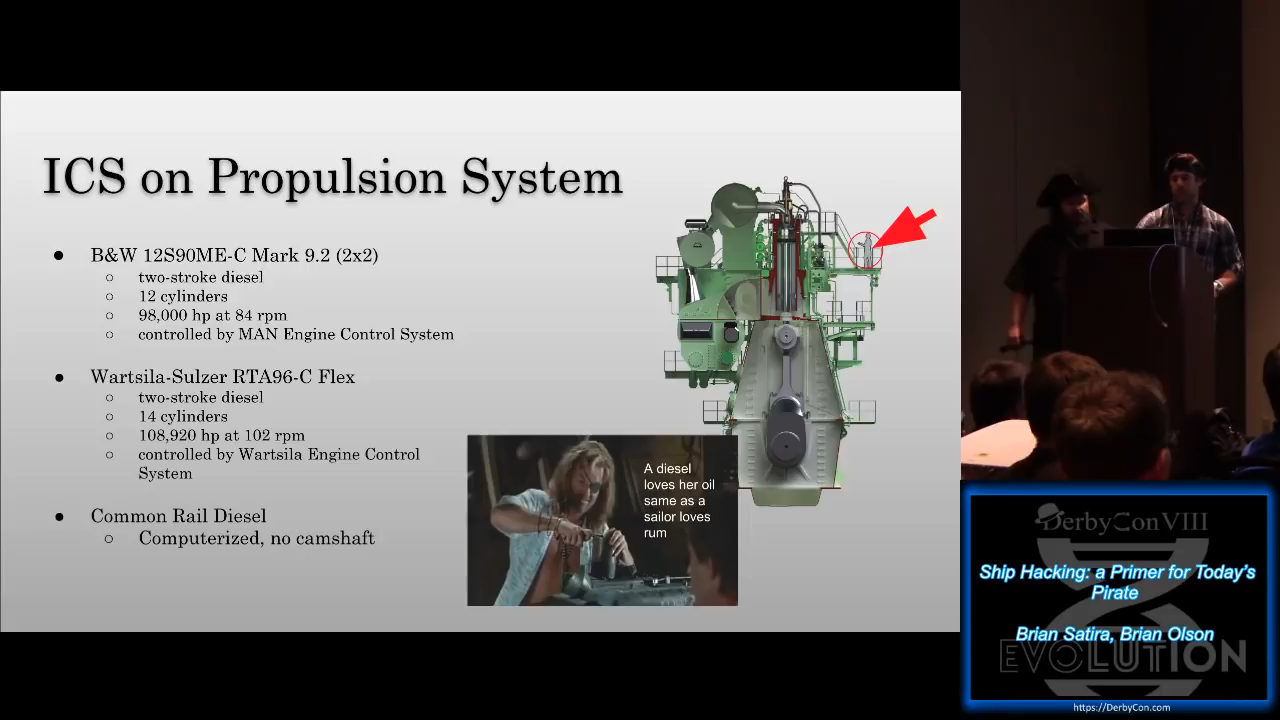 ICS on Propulsion System
● B&W 12S90ME-C Mark 9.2 (2x2)
○ two-stroke diesel
○ 12 cylinders
○ 98,000 hp at 84 rpm
○ controlled by MAN Engine Control System
● Wartsila-Sulzer RTA96-C Flex
○ two-stroke diesel
○ 14 cylinders
○ 108,920 hp at 102 rpm
○ controlled by Wartsila Engine Control
System
● Common Rail Diesel
○ Computerized, no camshaft
A diesel
loves her oil
same as a
sailor loves
rum
DerbyCon VIII
Ship Hacking: a Primer for Today's
Pirate
Brian Satira, Brian Olson
EVOLUTION
https://DerbyCon.com